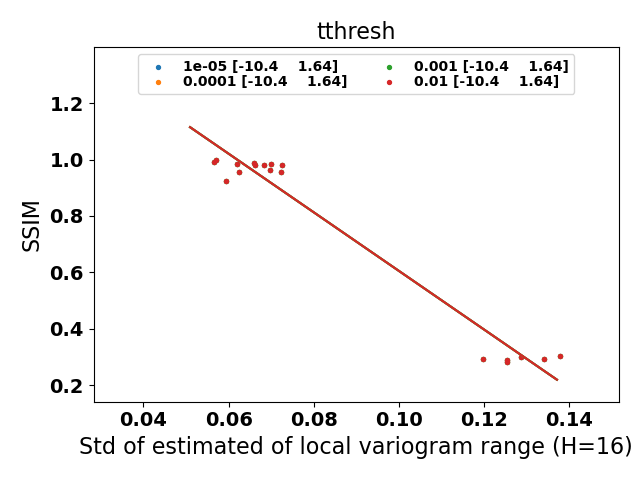 tthresh
1e-05 [-10.4 1.64]
0.0001 [-10.4 1.64]
0.001 [-10.4 1.64]
0.01 [-10.4 1.64]
SSIM
1.2
1.0
0.8
0.6
0.4
0.2
0.04 0.06 0.08 0.10 0.12 0.14
Std of estimated of local variogram range (H=16)